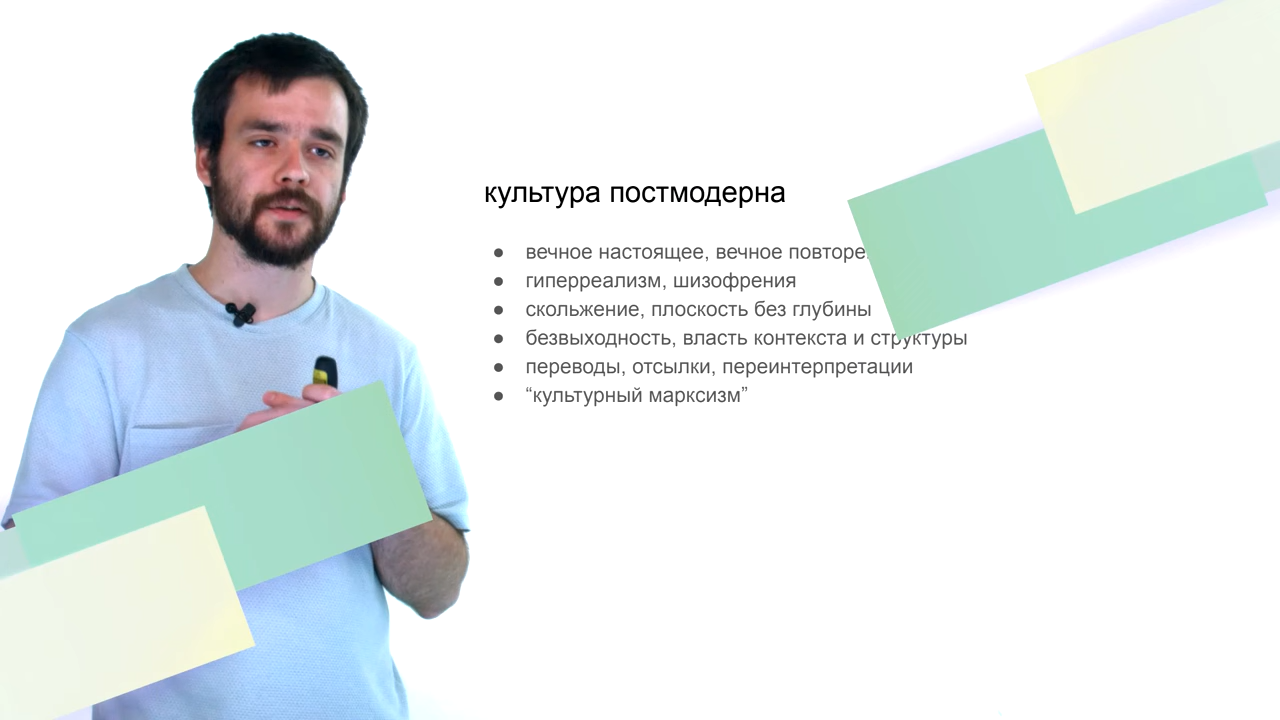 культура постмодерна
● вечное настоящее, вечное
● гиперреализм, шизофрения
● скольжение, плоскость без глубины
● безвыходность, власть контекста и структуры
● переводы, отсылки, переинтерпретации
● “культурный марксизм”